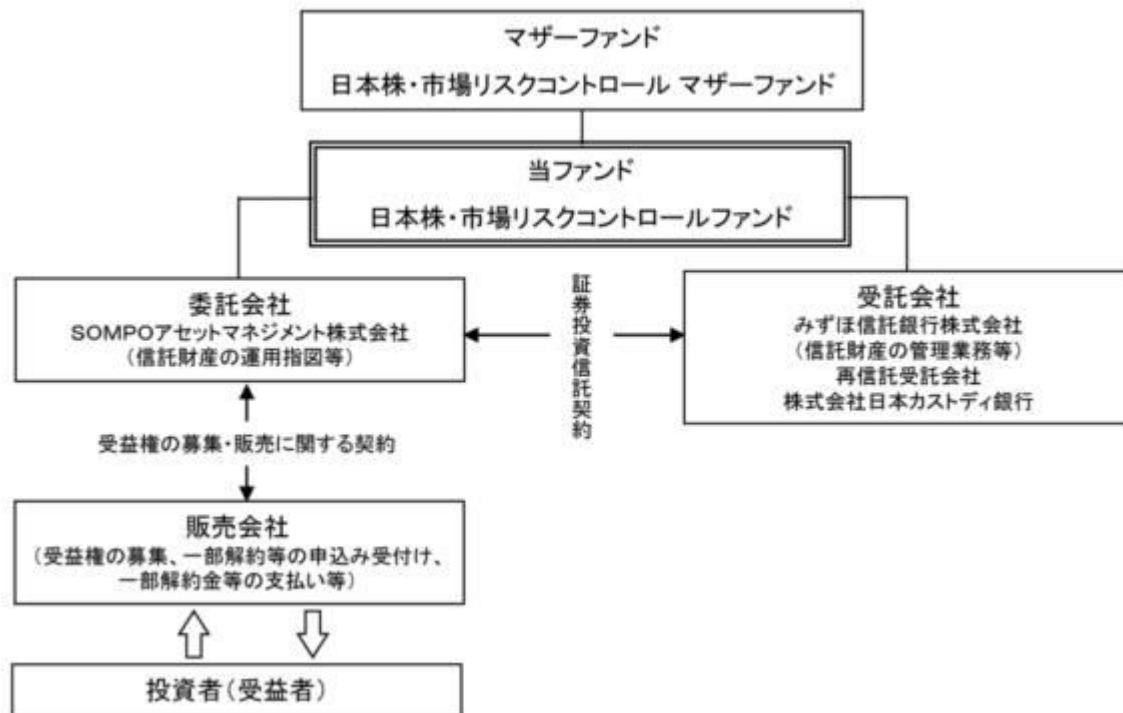 マザーファンド
日本株・市場リスクコントロール マザーファンド
当ファンド
日本株・市場リスクコントロールファンド
委託会社
SOMPOアセットマネジメント株式会社
(信託財産の運用指図等)
証券投資信託契約
受託会社
みずほ信託銀行株式会社
(信託財産の管理業務等)
再信託受託会社
株式会社日本カストディ銀行
受益権の募集・販売に関する契約
販売会社
(受益権の募集、一部解約等の申込み受付け、
一部解約金等の支払い等)
投資者(受益者)